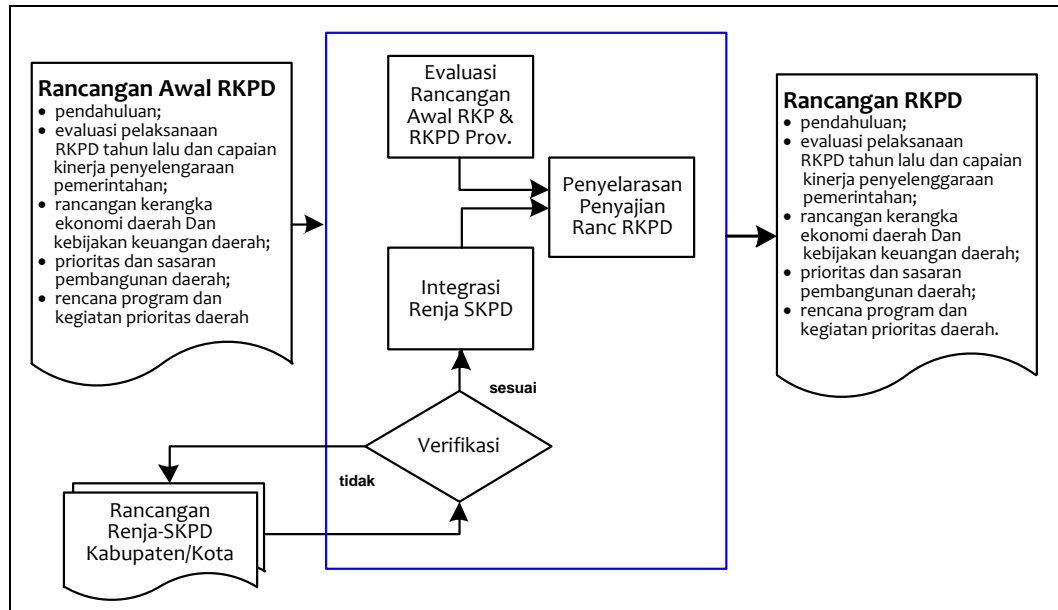 Rancangan Awal RKPD
• pendahuluan;
• evaluasi pelaksanaan
RKPD tahun lalu dan capaian
kinerja penyelengaraan
pemerintahan;
• rancangan kerangka
ekonomi daerah Dan
kebijakan keuangan daerah;
• prioritas dan sasaran
pembangunan daerah;
• rencana program dan
kegiatan prioritas daerah
Evaluasi
Rancangan
Awal RKP &
RKPD Prov.
Penyelarasan
Penyajian
Ranc RKPD
Integrasi
Renja SKPD
sesuai
Verifikasi
tidak
Rancangan
Renja-SKPD
Kabupaten/Kota
Rancangan RKPD
• pendahuluan;
• evaluasi pelaksanaan
RKPD tahun lalu dan capaian
kinerja penyelenggaraan
pemerintahan;
• rancangan kerangka
ekonomi daerah Dan
kebijakan keuangan daerah;
• prioritas dan sasaran
pembangunan daerah;
• rencana program dan
kegiatan prioritas daerah.